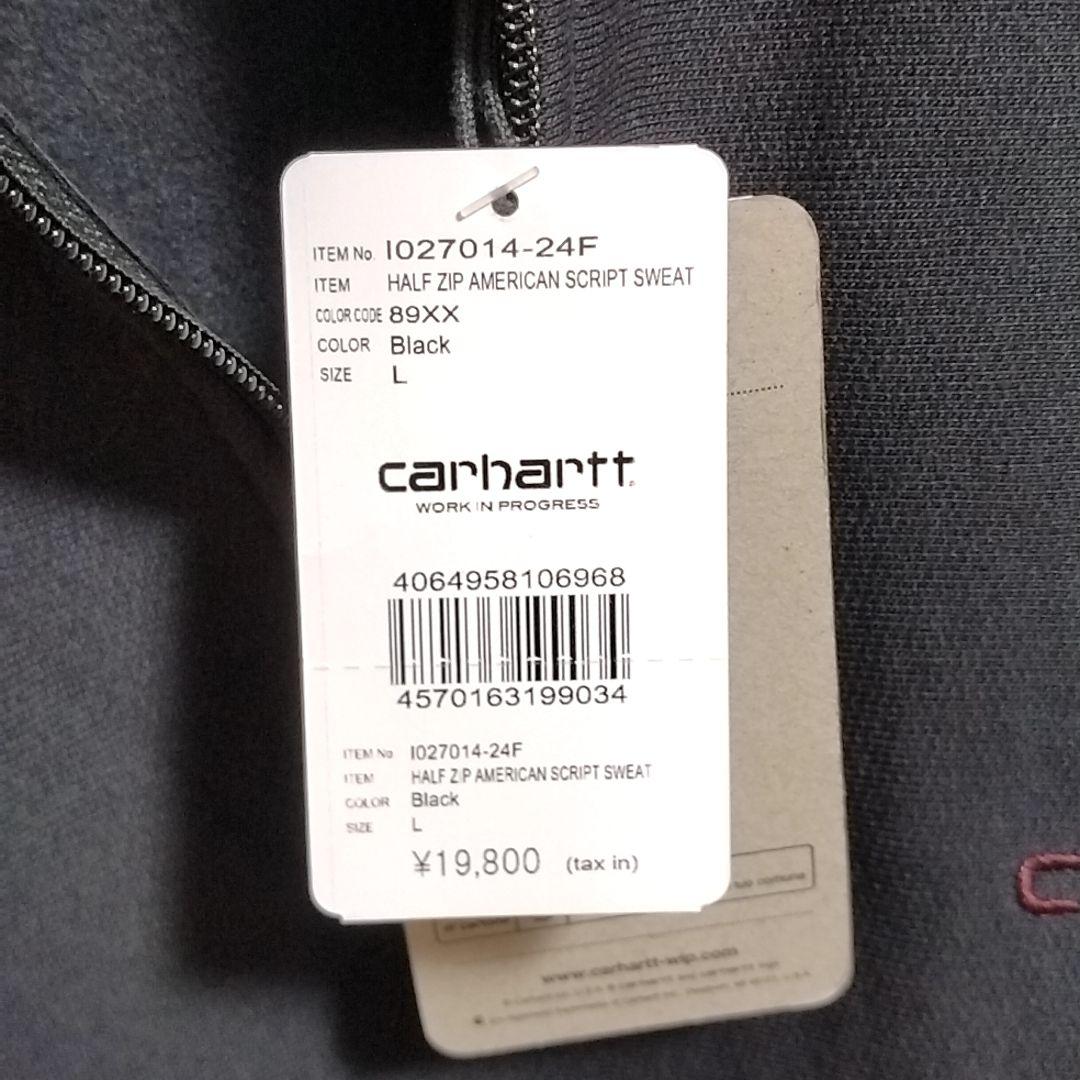 ITEM No. I027014-24F
ITEM HALF ZIP AMERICAN SCRIPT SWEAT
COLOR CODE 89XX
COLOR Black
SIZE L
carhartt
WORK IN PROGRESS
4064958106968
4570163199034
ITEM No I027014-24F
ITEM HALF ZIP AMERICAN SCRIPT SWEAT
COLOR Black
SIZE L
¥19,800 (tax in)
tuo comune
www.carhartt-wip.com